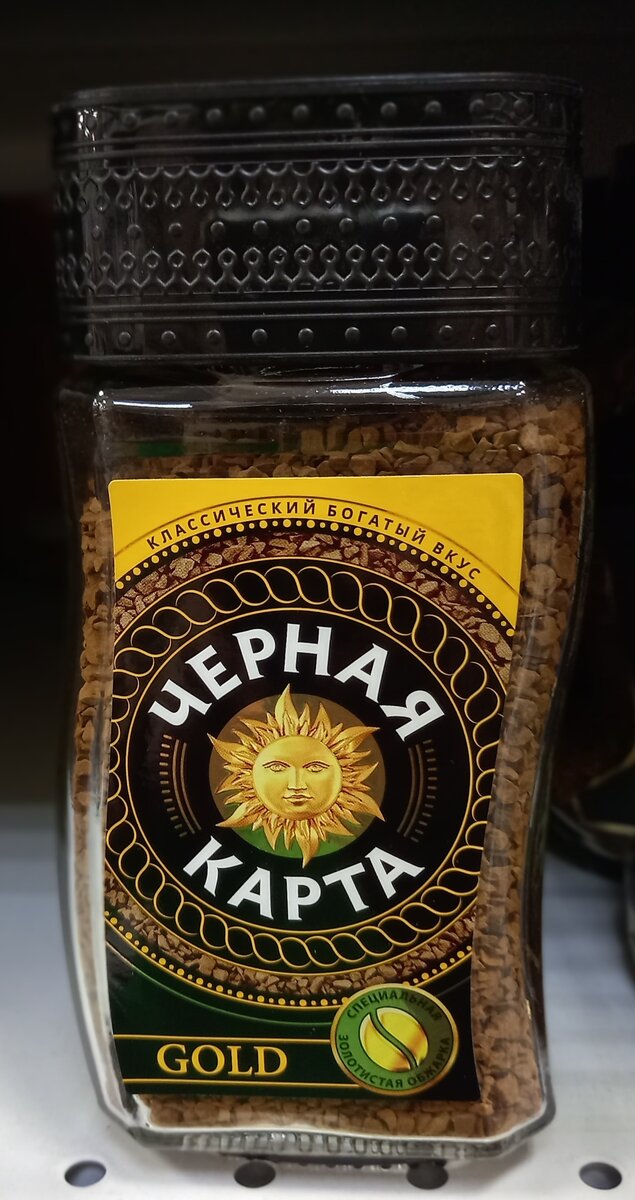 КЛАССИЧЕСКИЙ БОГАТЫЙ ВКУС
ЧЕРНАЯ
КАРТА
GOLD
СПЕЦИАЛЬНАЯ
ЗОЛОТИСТАЯ ОБЖАРКА